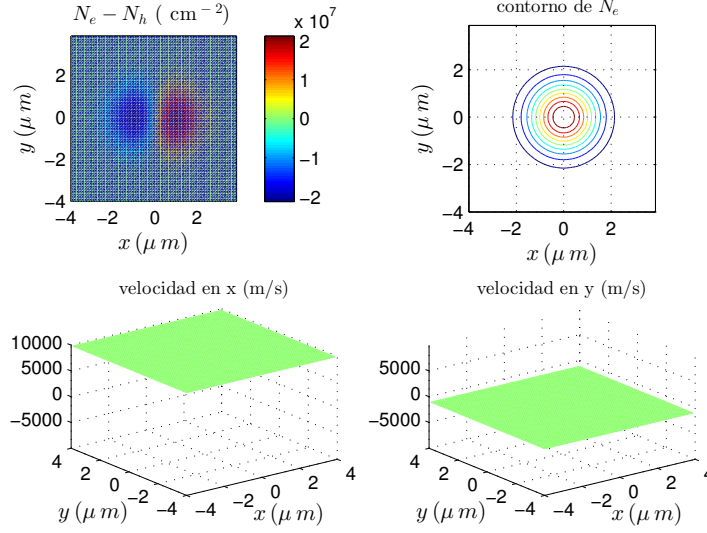 N_e − N_h ( cm^−2)
× 10^7
2
1
0
−1
−2
2
0
−2
−4
−4 −2 0 2
y (μ m)
x (μ m)
contorno de N_e
2
0
−2
−4
−4 −2 0 2
y (μ m)
x (μ m)
velocidad en x (m/s)
10000
5000
0
−5000
4 2 0 −2 −4
−4 −2 0 2 4
y (μ m)
x (μ m)
velocidad en y (m/s)
5000
0
−5000
4 2 0 −2 −4
−4 −2 0 2 4
y (μ m)
x (μ m)